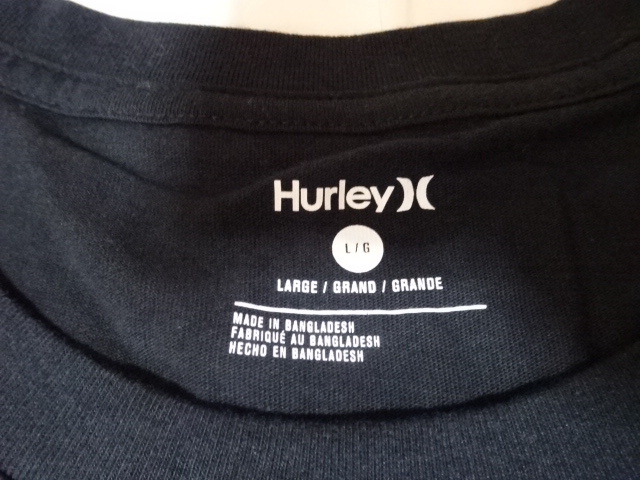 Hurley
L/G
LARGE / GRAND / GRANDE
MADE IN BANGLADESH
FABRIQUÉ AU BANGLADESH
HECHO EN BANGLADESH